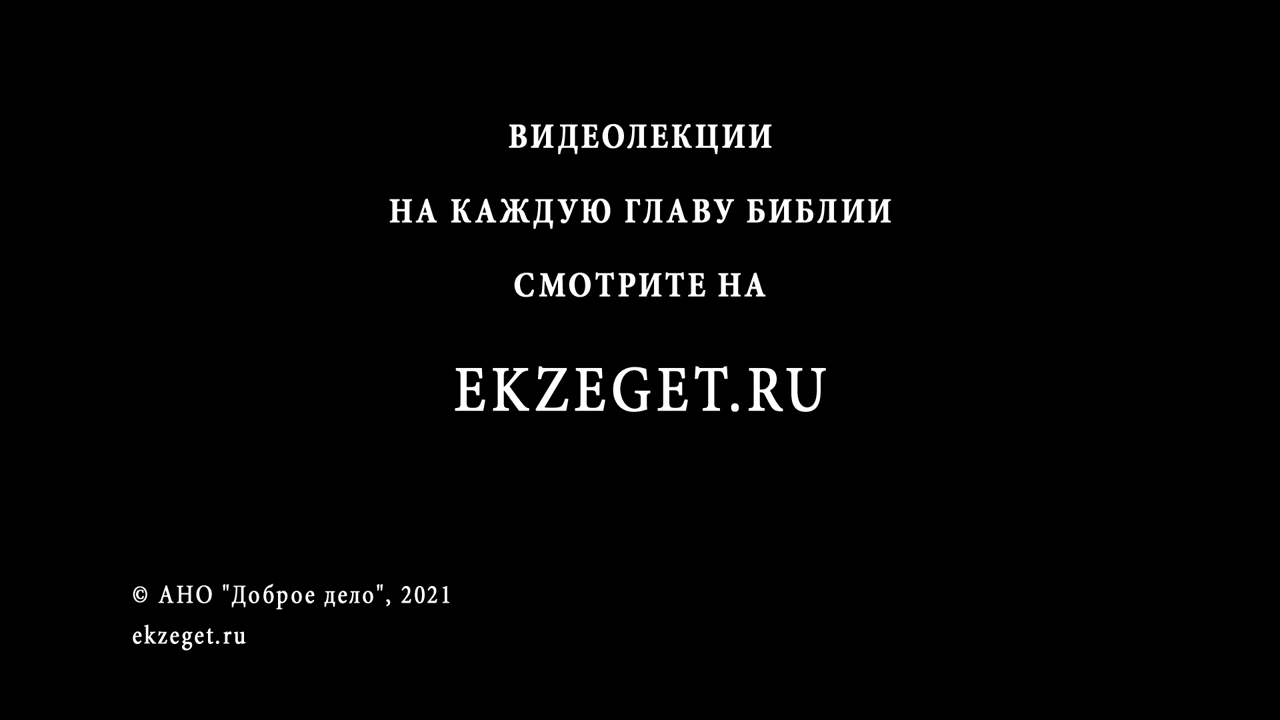 ВИДЕОЛЕКЦИИ
НА КАЖДУЮ ГЛАВУ БИБЛИИ
СМОТРИТЕ НА
EKZEGET.RU
© АНО "Доброе дело", 2021
ekzeget.ru